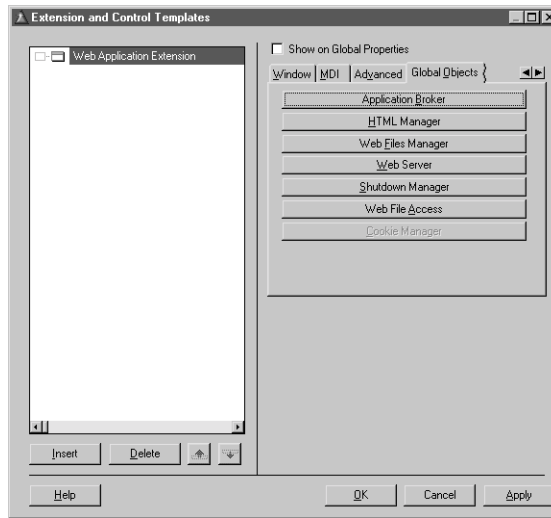 Extension and Control Templates
Web Application Extension
Show on Global Properties
Window MDI Advanced Global Objects
Application Broker
HTML Manager
Web Files Manager
Web Server
Shutdown Manager
Web File Access
Cookie Manager
Insert Delete
Help OK Cancel Apply